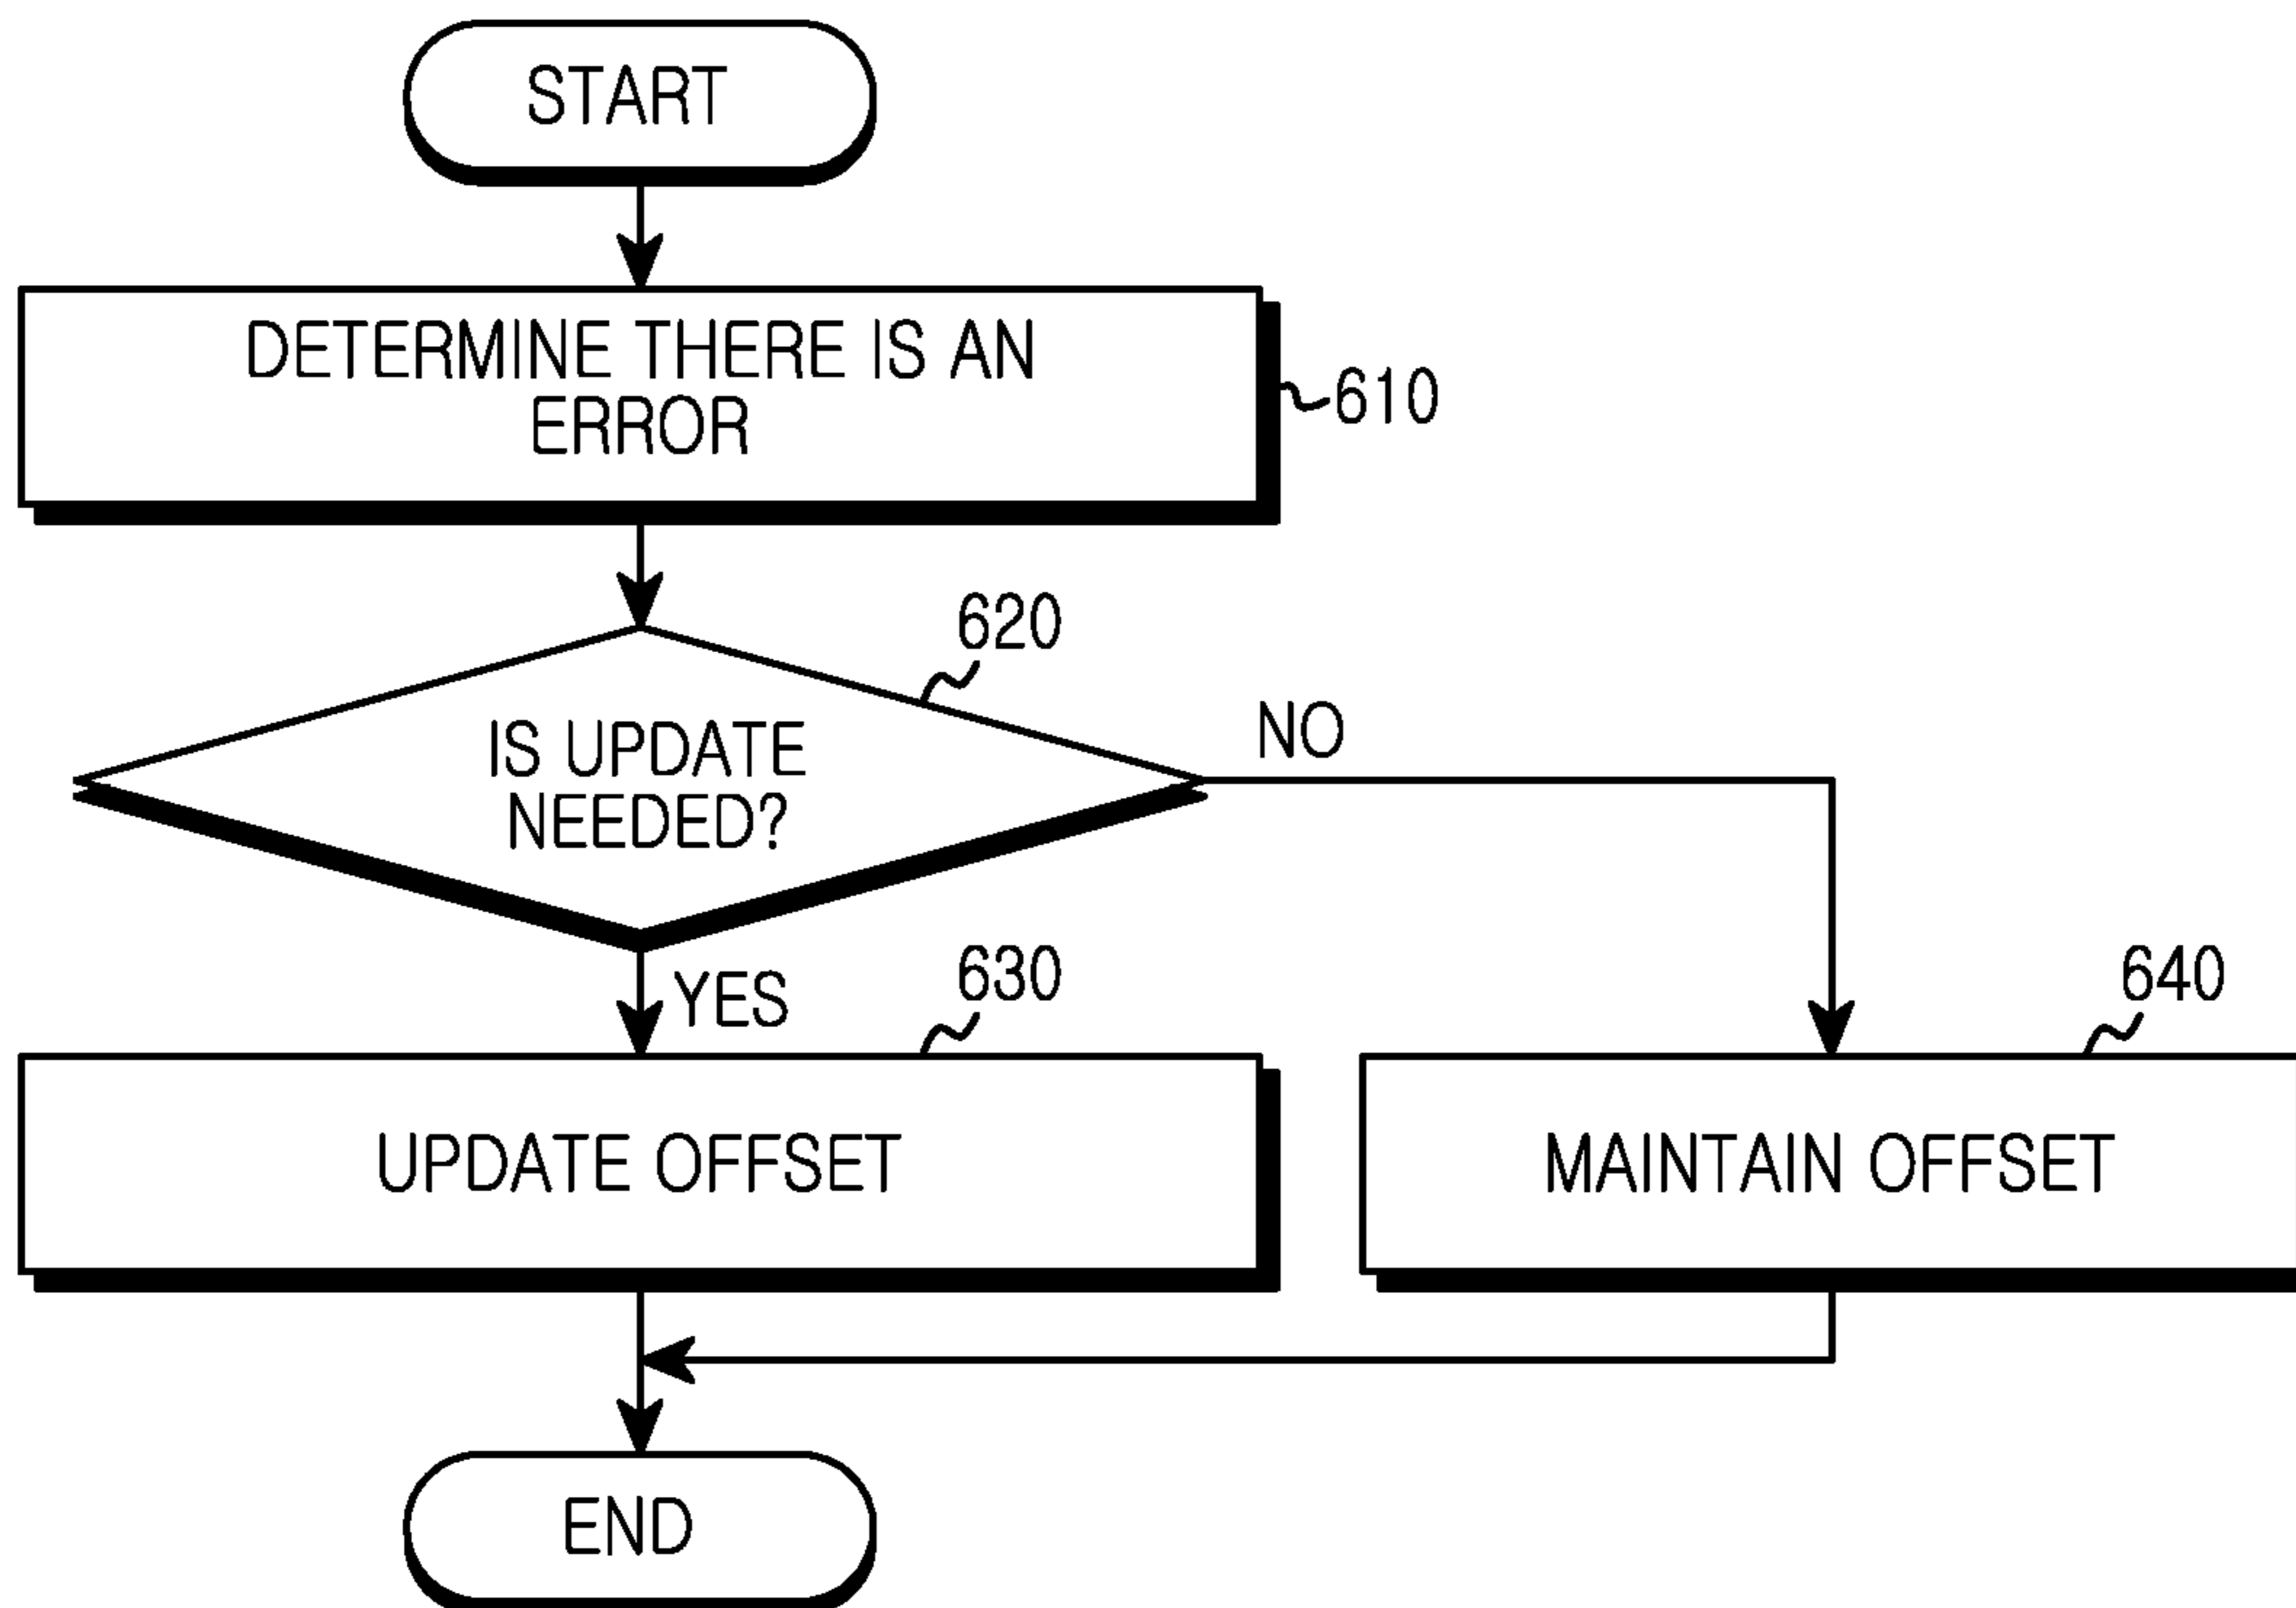 START
DETERMINE THERE IS AN
ERROR
610
620
IS UPDATE
NEEDED?
NO
YES
630
640
UPDATE OFFSET
MAINTAIN OFFSET
END